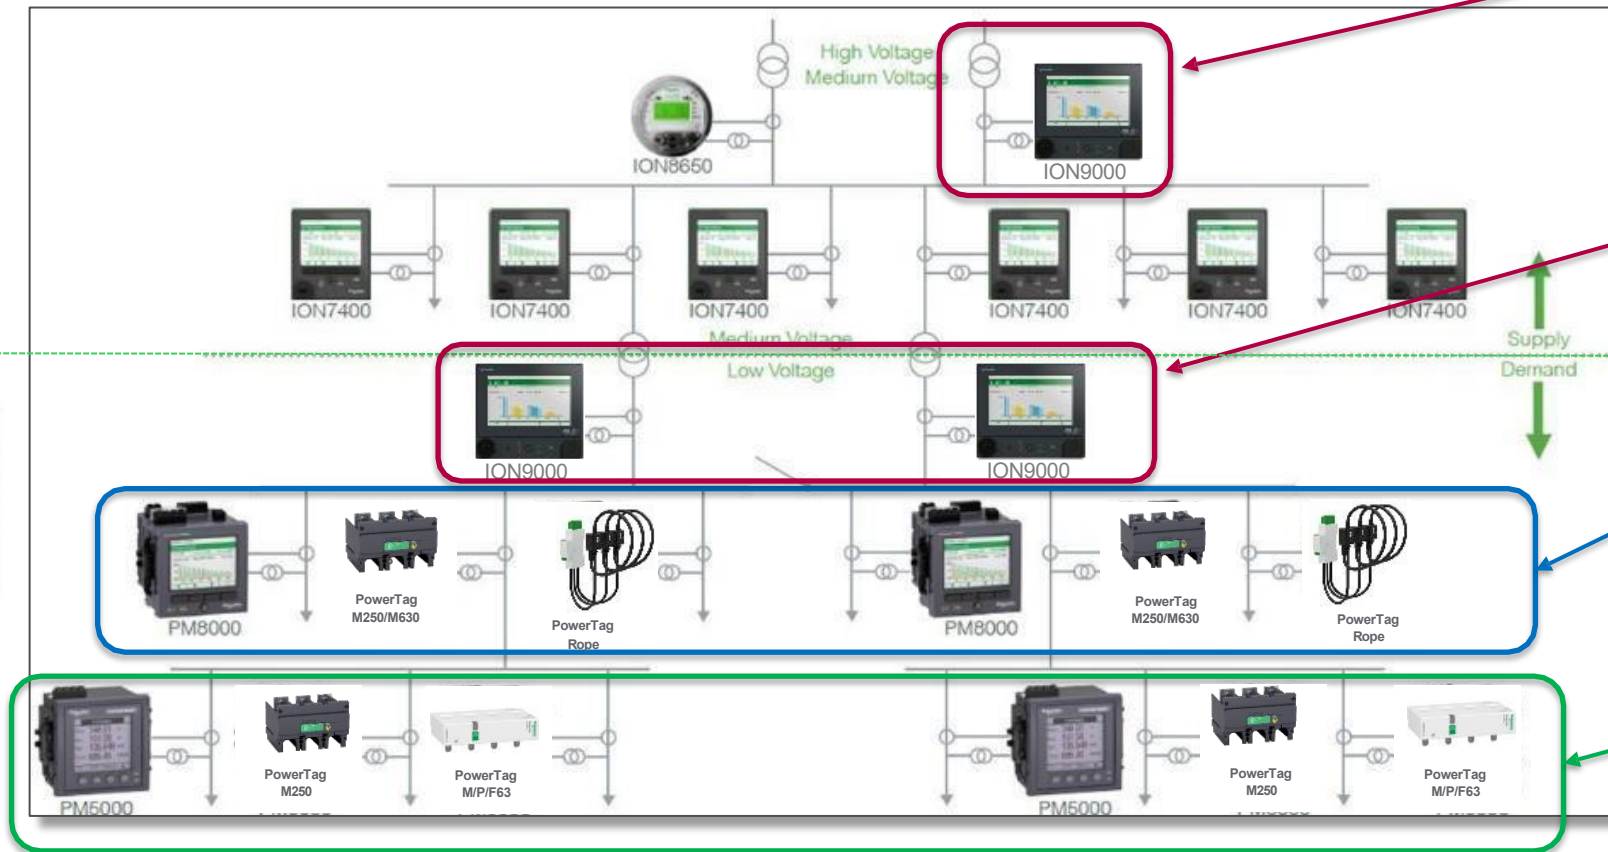 High Voltage
Medium Voltage
ION8650
ION9000
ION7400
ION7400
ION7400
ION7400
ION7400
ION7400
Medium Voltage
Low Voltage
Supply
Demand
ION9000
ION9000
PM8000
PowerTag
M250/M630
PowerTag
Rope
PM8000
PowerTag
M250/M630
PowerTag
Rope
PM5000
PowerTag
M250
PowerTag
M/P/F63
PM5000
PowerTag
M250
PowerTag
M/P/F63